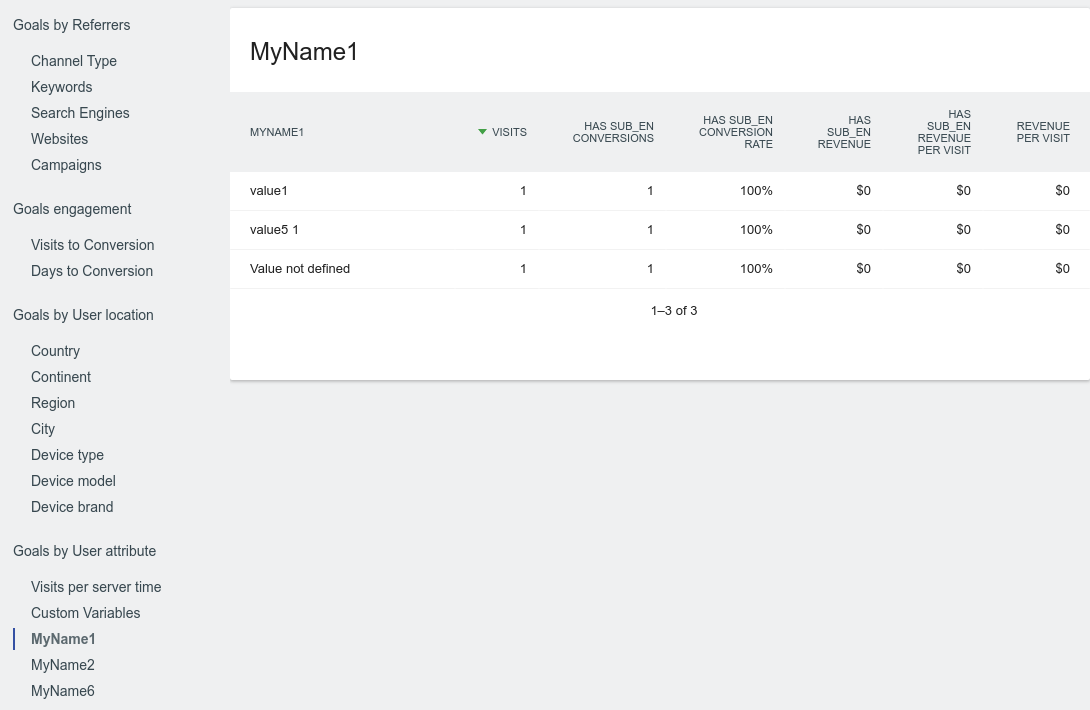 Goals by Referrers
Channel Type
Keywords
Search Engines
Websites
Campaigns
Goals engagement
Visits to Conversion
Days to Conversion
Goals by User location
Country
Continent
Region
City
Device type
Device model
Device brand
Goals by User attribute
Visits per server time
Custom Variables
MyName1
MyName2
MyName6
MyName1
MYNAME1
VISITS
HAS SUB_EN
CONVERSIONS
HAS SUB_EN
CONVERSION
RATE
HAS
SUB_EN
REVENUE
HAS
SUB_EN
REVENUE
PER VISIT
REVENUE
PER VISIT
value1 1 1 100% $0 $0 $0
value5 1 1 1 100% $0 $0 $0
Value not defined 1 1 100% $0 $0 $0
1–3 of 3